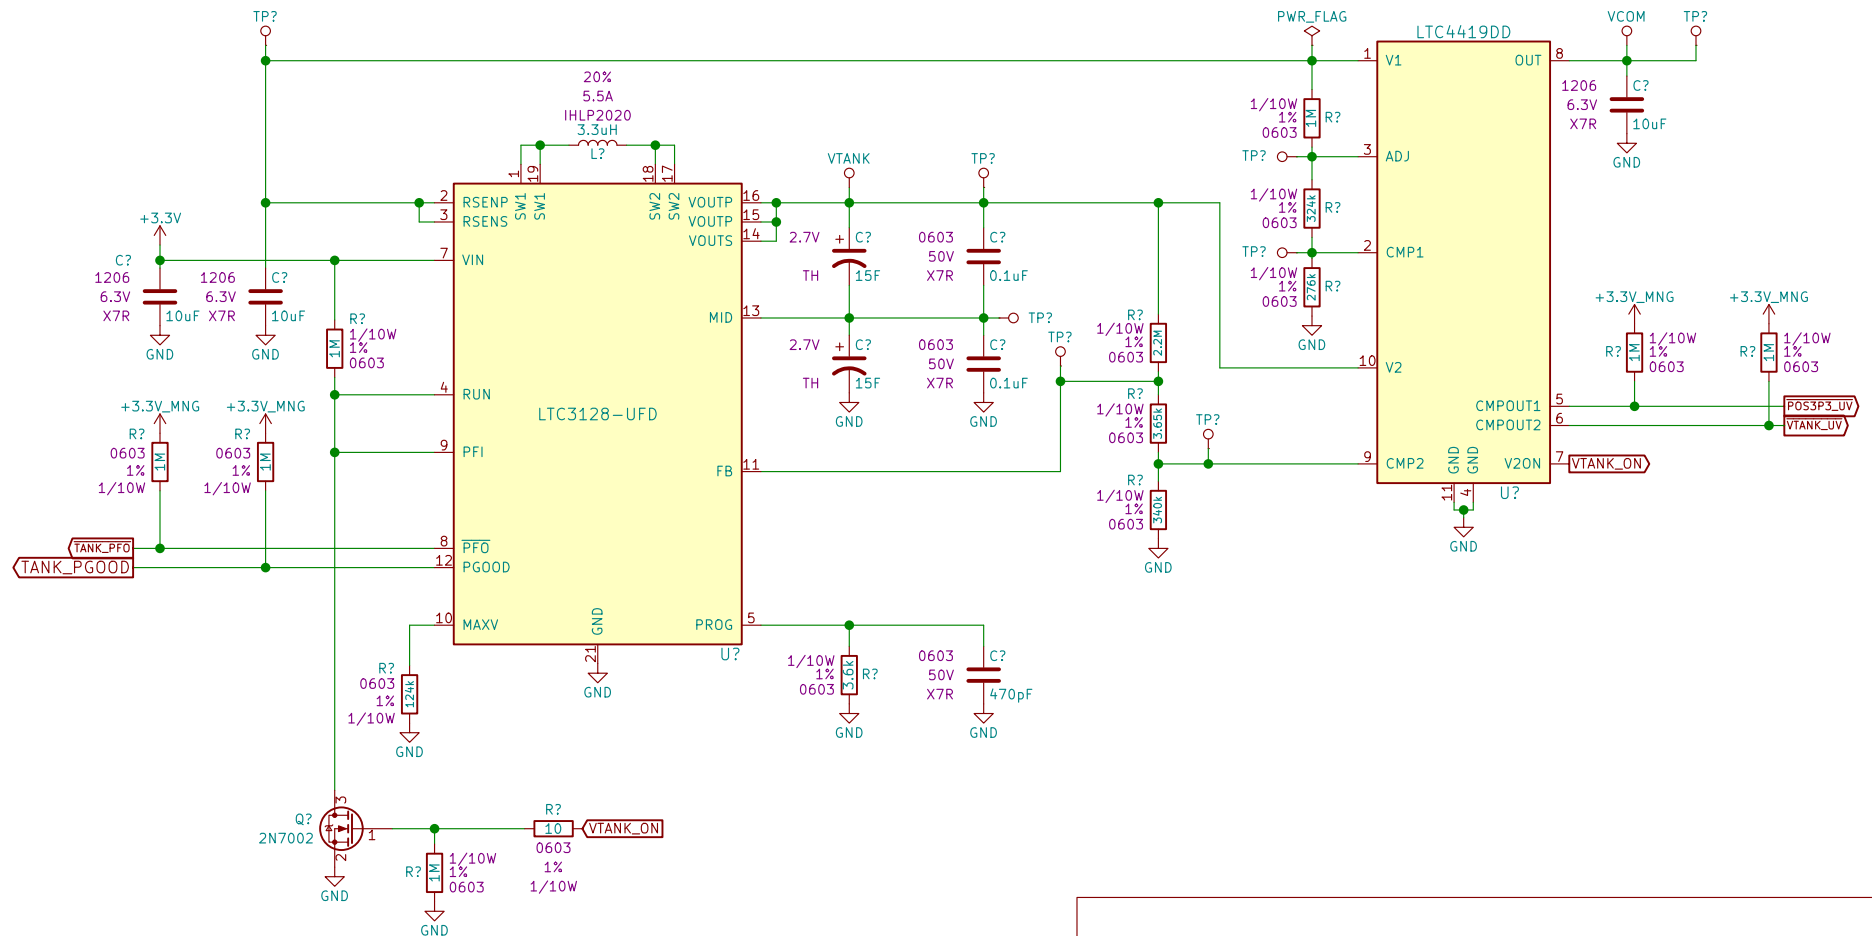 TP?
PWR_FLAG
VCOM
TP?
LTC4419DD
1
V1
OUT
8
20%
5.5A
IHLP2020
3.3uH
L?
1/10W
1%
0603
1M
R?
1206
6.3V
X7R
C?
10uF
GND
TP?
3
ADJ
1
19
18
17
SW1
SW1
SW2
SW2
VTANK
TP?
2
RSENP
3
RSENS
VOUTP
16
VOUTP
15
VOUTS
14
1/10W
1%
0603
324k
R?
+3.3V
2.7V
+
C?
TH
15F
0603
50V
X7R
C?
0.1uF
TP?
2
CMP1
C?
1206
6.3V
X7R
10uF
GND
1206
6.3V
X7R
C?
10uF
GND
7
VIN
1/10W
1%
0603
276k
R?
GND
+3.3V_MNG
+3.3V_MNG
R?
1/10W
1%
0603
1M
MID
13
TP?
R?
1/10W
1%
0603
2.2M
TP?
2.7V
+
C?
TH
15F
GND
0603
50V
X7R
C?
0.1uF
GND
10
V2
R?
1M
1/10W
1%
0603
R?
1M
1/10W
1%
0603
4
RUN
+3.3V_MNG
+3.3V_MNG
LTC3128-UFD
R?
1/10W
1%
0603
3.65k
TP?
CMPOUT1
5
POS3P3_UV
CMPOUT2
6
VTANK_UV
R?
0603
1%
1/10W
1M
R?
0603
1%
1/10W
1M
9
PFI
FB
11
9
CMP2
GND
GND
V2ON
7
VTANK_ON
11
4
U?
GND
R?
1/10W
1%
0603
340k
GND
TANK_PFO
8
PFO
TANK_PGOOD
12
PGOOD
10
MAXV
GND
PROG
5
21
U?
GND
R?
0603
1%
1/10W
124k
GND
1/10W
1%
0603
3.6k
R?
GND
0603
50V
X7R
C?
470pF
GND
3
Q?
2N7002
1
2
GND
R?
10
VTANK_ON
0603
1%
1/10W
R?
1M
1/10W
1%
0603
GND